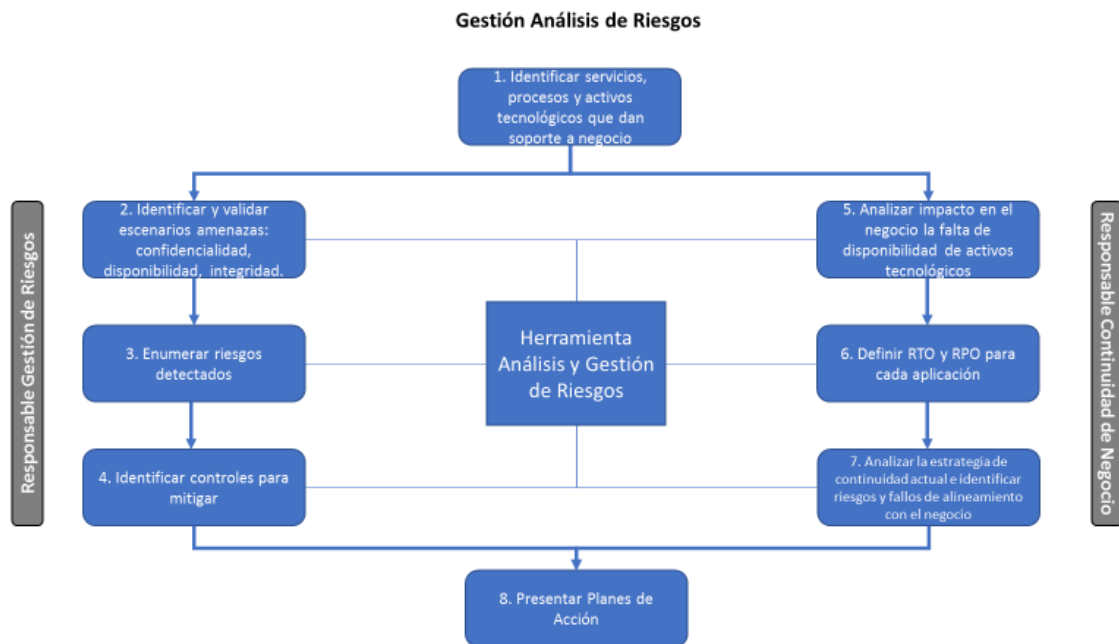 Gestión Análisis de Riesgos
1. Identificar servicios,
procesos y activos
tecnológicos que dan
soporte a negocio
Responsable Gestión de Riesgos
2. Identificar y validar
escenarios amenazas:
confidencialidad,
disponibilidad, integridad.
3. Enumerar riesgos
detectados
4. Identificar controles para
mitigar
Herramienta
Análisis y Gestión
de Riesgos
5. Analizar impacto en el
negocio la falta de
disponibilidad de activos
tecnológicos
6. Definir RTO y RPO para
cada aplicación
7. Analizar la estrategia de
continuidad actual e identificar
riesgos y fallos de alineamiento
con el negocio
Responsable Continuidad de Negocio
8. Presentar Planes de
Acción